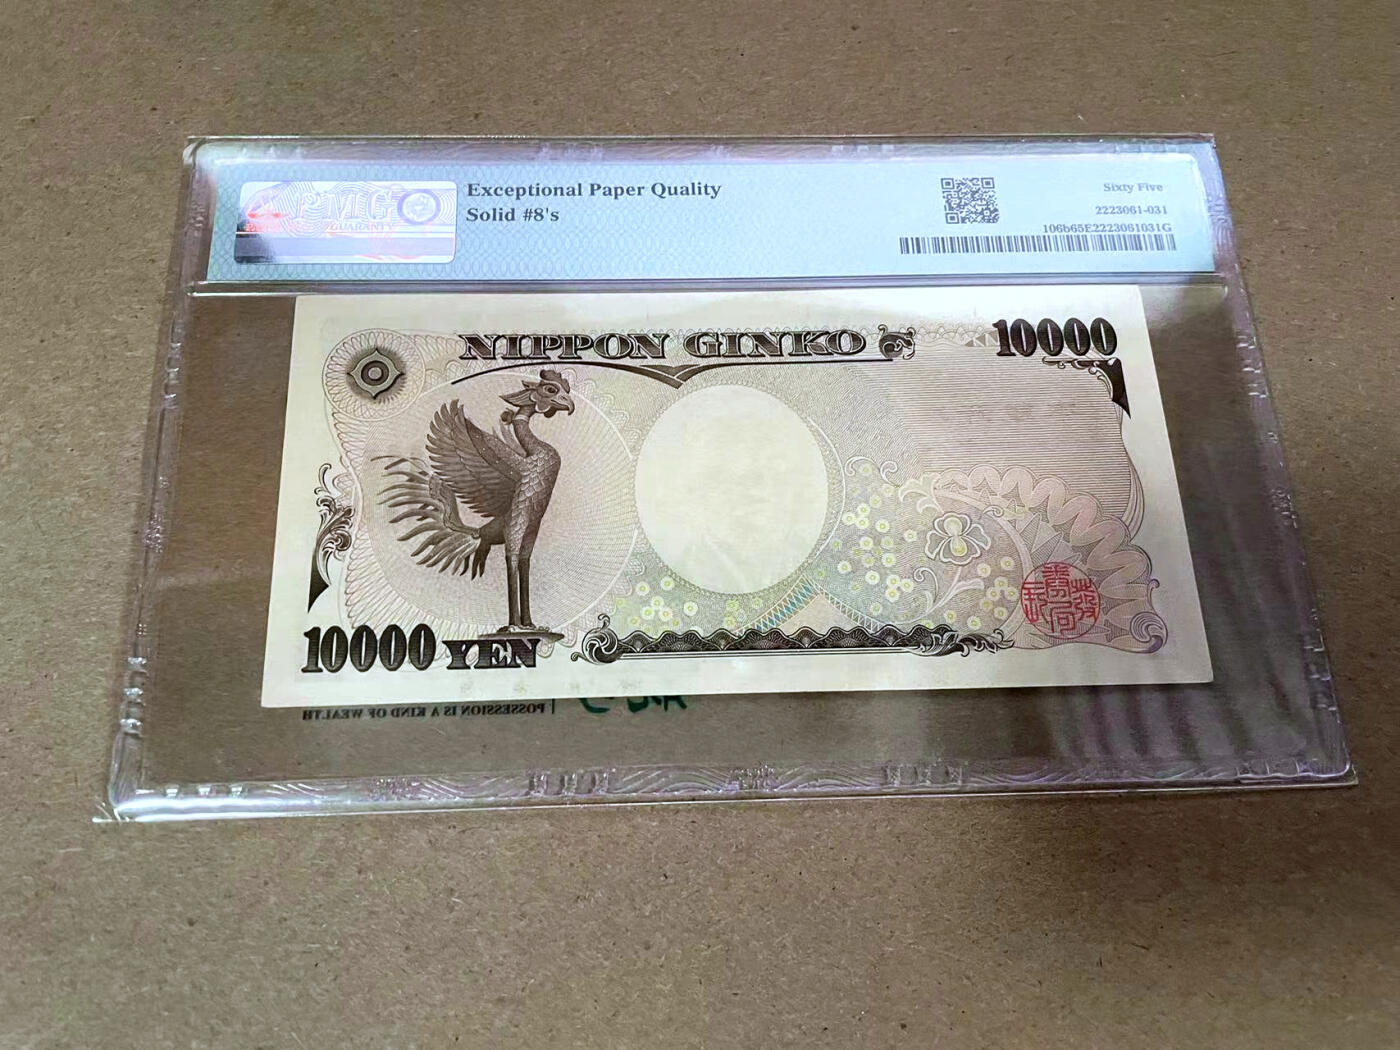 PMG
GUARANTY
Exceptional Paper Quality
Solid #8's
Sixty Five
2223061-031
106b65E2223061031G
NIPPON GINKO
10000
10000 YEN
POSSESSION IS A KIND OF WEALTH